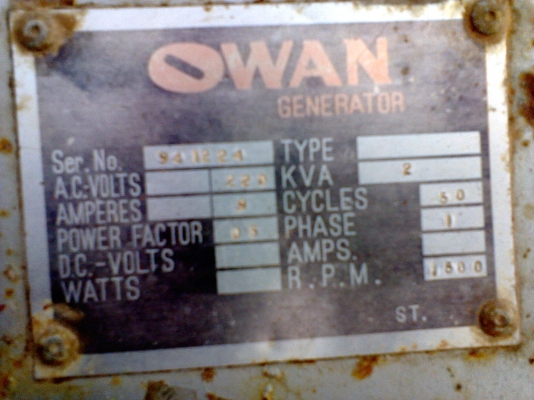 OWAN
GENERATOR
Ser. No. TYPE
A.C-VOLTS 220 KVA 2
AMPERES 8 CYCLES 50
POWER FACTOR PHASE 1
D.C.-VOLTS AMPS.
WATTS R.P.M. 1500
ST.